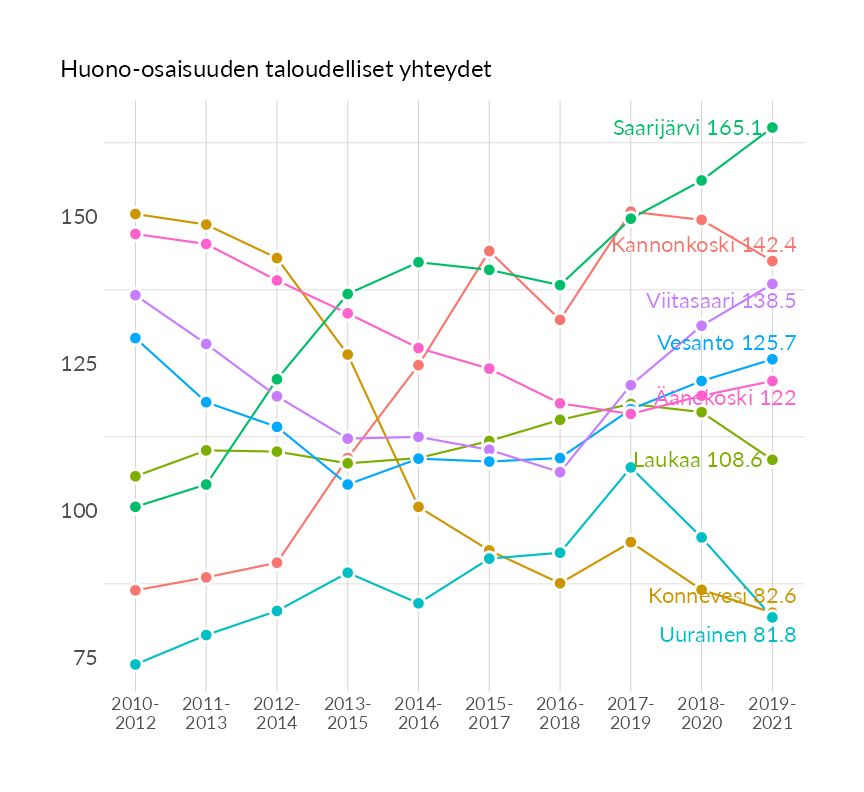 Huono-osaisuuden taloudelliset yhteydet
Saarijärvi 165.1
150
Kannonkoski 142.4
Viitasaari 138.5
Vesanto 125.7
125
Äänekoski 122
Laukaa 108.6
100
Konnevesi 82.6
Uurainen 81.8
75
2010- 2011- 2012- 2013- 2014- 2015- 2016- 2017- 2018- 2019-
2012 2013 2014 2015 2016 2017 2018 2019 2020 2021